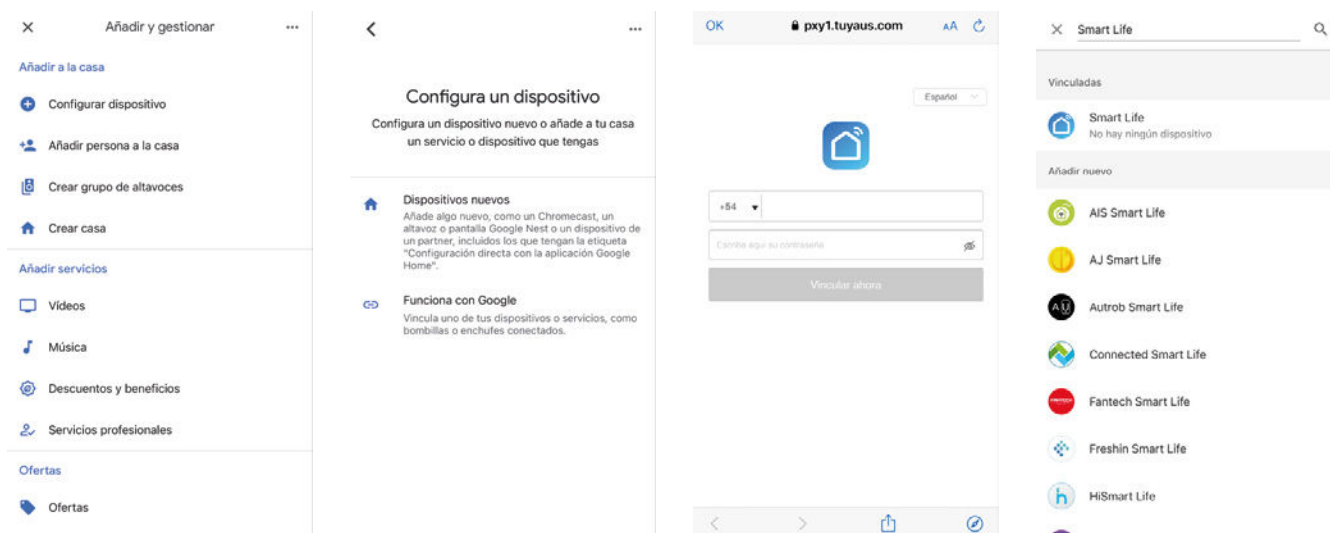 Añadir y gestionar
Añadir a la casa
Configurar dispositivo
Añadir persona a la casa
Crear grupo de altavoces
Crear casa
Añadir servicios
Vídeos
Música
Descuentos y beneficios
Servicios profesionales
Ofertas
Ofertas
Configura un dispositivo
Configura un dispositivo nuevo o añade a tu casa
un servicio o dispositivo que tengas
Dispositivos nuevos
Añade algo nuevo, como un Chromecast, un
altavoz o pantalla Google Nest o un dispositivo de
un partner, incluidos los que tengan la etiqueta
"Configuración directa con la aplicación Google
Home".
Funciona con Google
Vincula uno de tus dispositivos o servicios, como
bombillas o enchufes conectados.
OK
pxy1.tuyaus.com
AA
Español
+54
Escriba aquí su contraseña
Vincular ahora
Smart Life
Vinculadas
Smart Life
No hay ningún dispositivo
Añadir nuevo
AIS Smart Life
AJ Smart Life
AU
Autrob Smart Life
Connected Smart Life
FANTECH
Fantech Smart Life
Freshin Smart Life
h
HiSmart Life